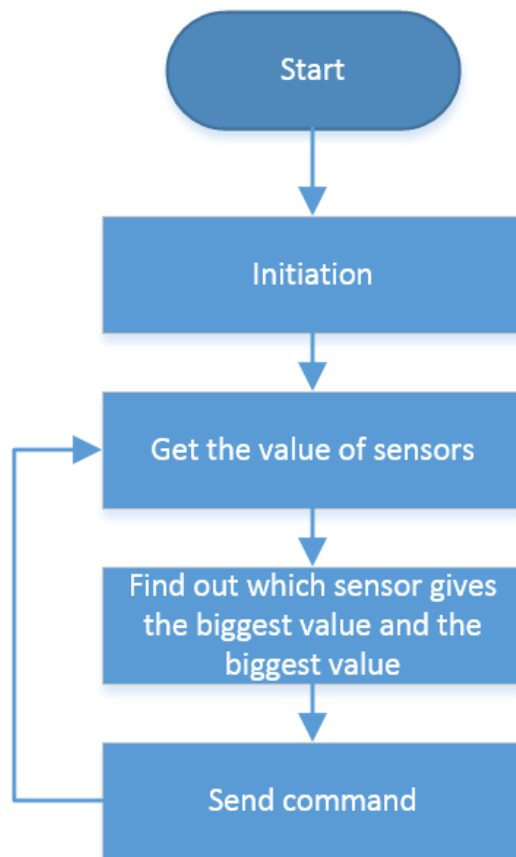 Start
Initiation
Get the value of sensors
Find out which sensor gives
the biggest value and the
biggest value
Send command